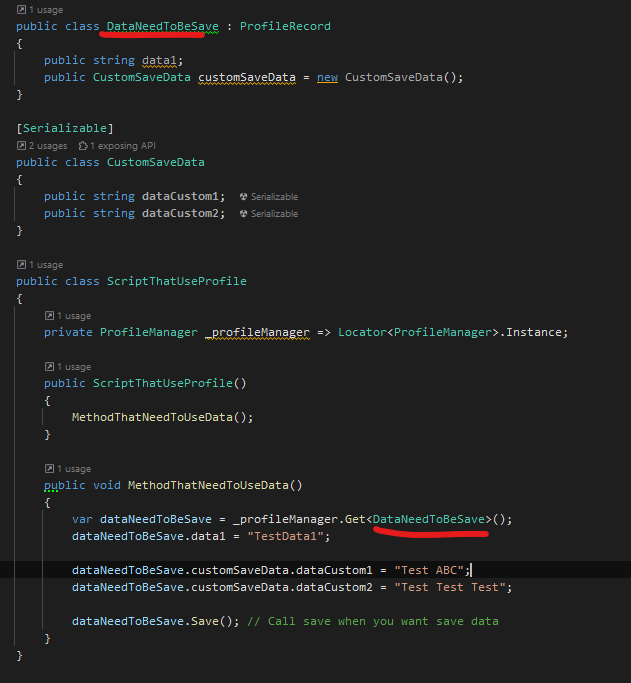 1 usage
public class DataNeedToBeSave : ProfileRecord
{
public string data1;
public CustomSaveData customSaveData = new CustomSaveData();
}
[Serializable]
2 usages 1 exposing API
public class CustomSaveData
{
public string dataCustom1; Serializable
public string dataCustom2; Serializable
}
1 usage
public class ScriptThatUseProfile
{
1 usage
private ProfileManager _profileManager => Locator<ProfileManager>.Instance;
1 usage
public ScriptThatUseProfile()
{
MethodThatNeedToUseData();
}
1 usage
public void MethodThatNeedToUseData()
{
var dataNeedToBeSave = _profileManager.Get<DataNeedToBeSave>();
dataNeedToBeSave.data1 = "TestData1";
dataNeedToBeSave.customSaveData.dataCustom1 = "Test ABC";
dataNeedToBeSave.customSaveData.dataCustom2 = "Test Test Test";
dataNeedToBeSave.Save(); // Call save when you want save data
}
}